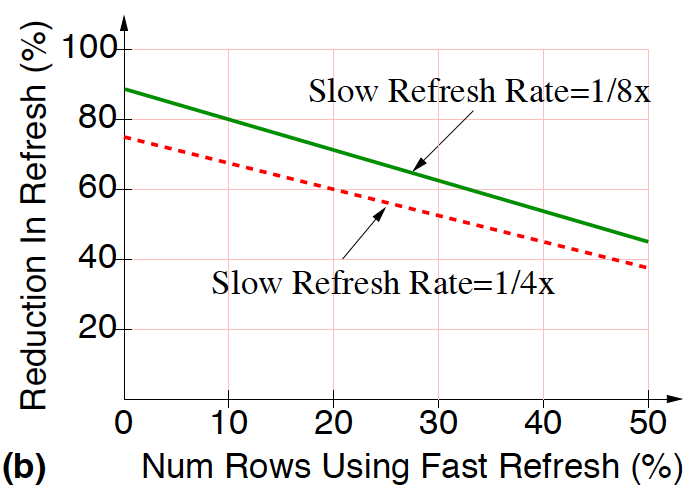 Reduction In Refresh (%)
100
80
60
40
20
Slow Refresh Rate=1/8x
Slow Refresh Rate=1/4x
0 10 20 30 40 50
(b) Num Rows Using Fast Refresh (%)